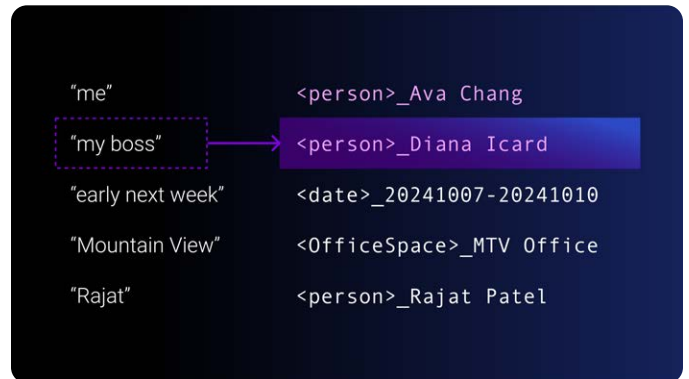 “me” <person>_Ava Chang
“my boss” <person>_Diana Icard
“early next week” <date>_20241007-20241010
“Mountain View” <OfficeSpace>_MTV Office
“Rajat” <person>_Rajat Patel